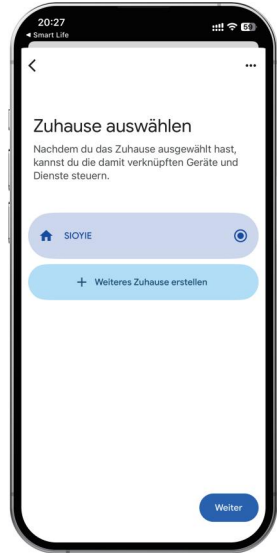 20:27
◀ Smart Life
Zuhause auswählen
Nachdem du das Zuhause ausgewählt hast,
kannst du die damit verknüpften Geräte und
Dienste steuern.
SIOYIE
+ Weiteres Zuhause erstellen
Weiter